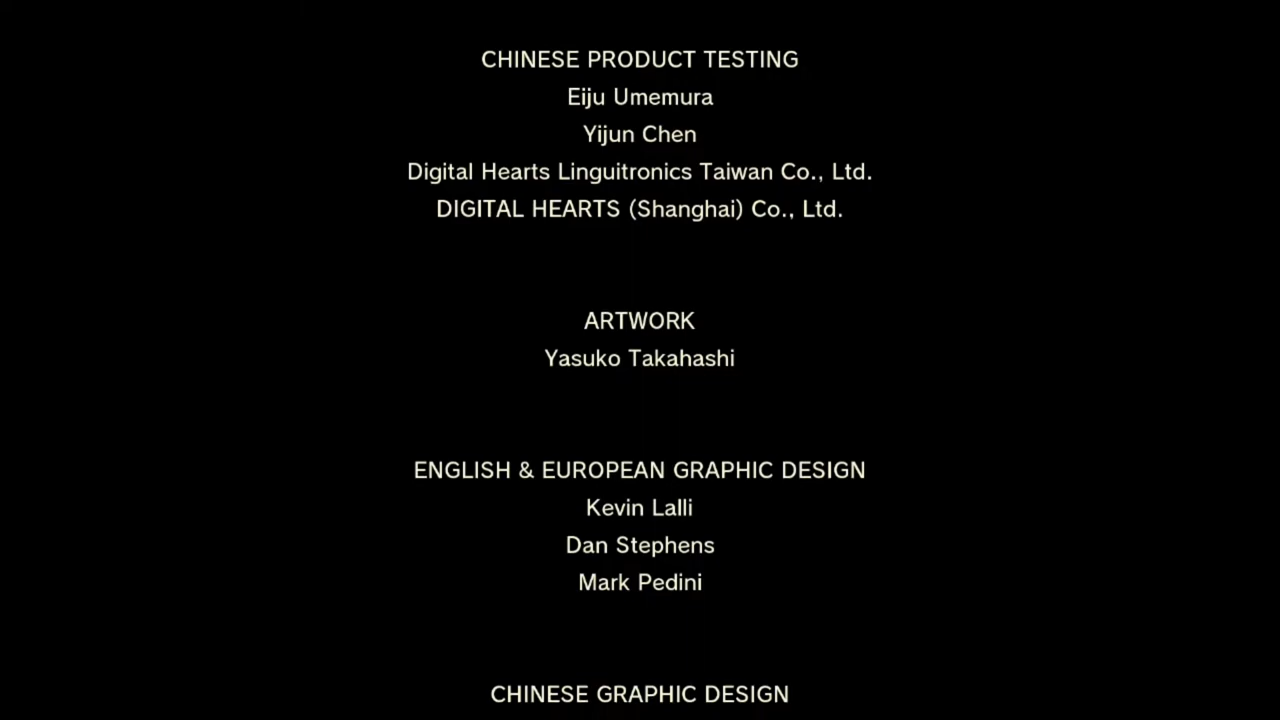 CHINESE PRODUCT TESTING
Eiju Umemura
Yijun Chen
Digital Hearts Linguitronics Taiwan Co., Ltd.
DIGITAL HEARTS (Shanghai) Co., Ltd.
ARTWORK
Yasuko Takahashi
ENGLISH & EUROPEAN GRAPHIC DESIGN
Kevin Lalli
Dan Stephens
Mark Pedini
CHINESE GRAPHIC DESIGN